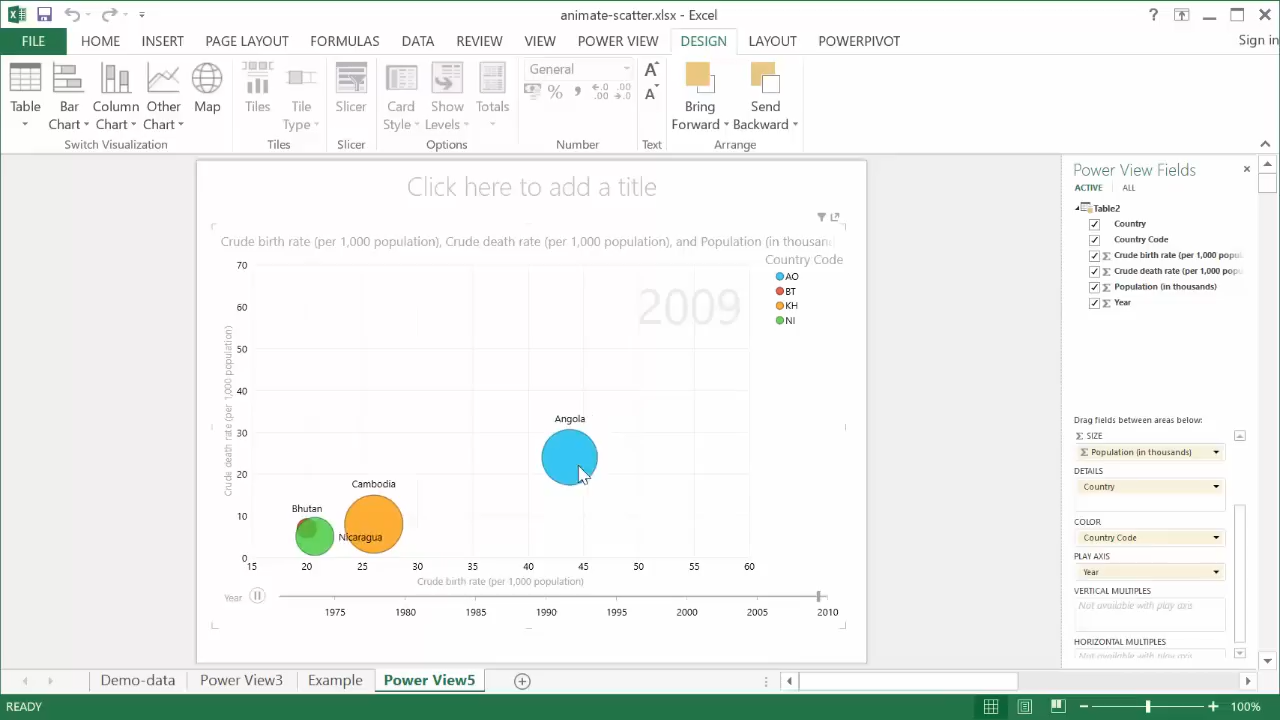 animate-scatter.xlsx - Excel
?
FILE HOME INSERT PAGE LAYOUT FORMULAS DATA REVIEW VIEW POWER VIEW DESIGN LAYOUT POWERPIVOT Sign in
Table Bar Chart Column Chart Other Chart Map
Tiles Tile Type
Slicer
Card Style Show Levels Totals
General
% , .00
A
A
Bring Forward Send Backward
Switch Visualization Tiles Slicer Options Number Text Arrange
Click here to add a title
Crude birth rate (per 1,000 population), Crude death rate (per 1,000 population), and Population (in thousan
Country Code
AO
BT
KH
NI
2009
Crude death rate (per 1,000 population)
70
60
50
40
30
20
10
0
Angola
Cambodia
Bhutan
Nicaragua
15 20 25 30 35 40 45 50 55 60
Crude birth rate (per 1,000 population)
Year
1975 1980 1985 1990 1995 2000 2005 2010
Power View Fields
ACTIVE ALL
Table2
Country
Country Code
Σ Crude birth rate (per 1,000 popul
Σ Crude death rate (per 1,000 popu
Σ Population (in thousands)
Σ Year
Drag fields between areas below:
Σ SIZE
Σ Population (in thousands)
DETAILS
Country
COLOR
Country Code
PLAY AXIS
Year
VERTICAL MULTIPLES
Not available with play axis
HORIZONTAL MULTIPLES
Not available with play axis
Demo-data Power View3 Example Power View5
READY
100%